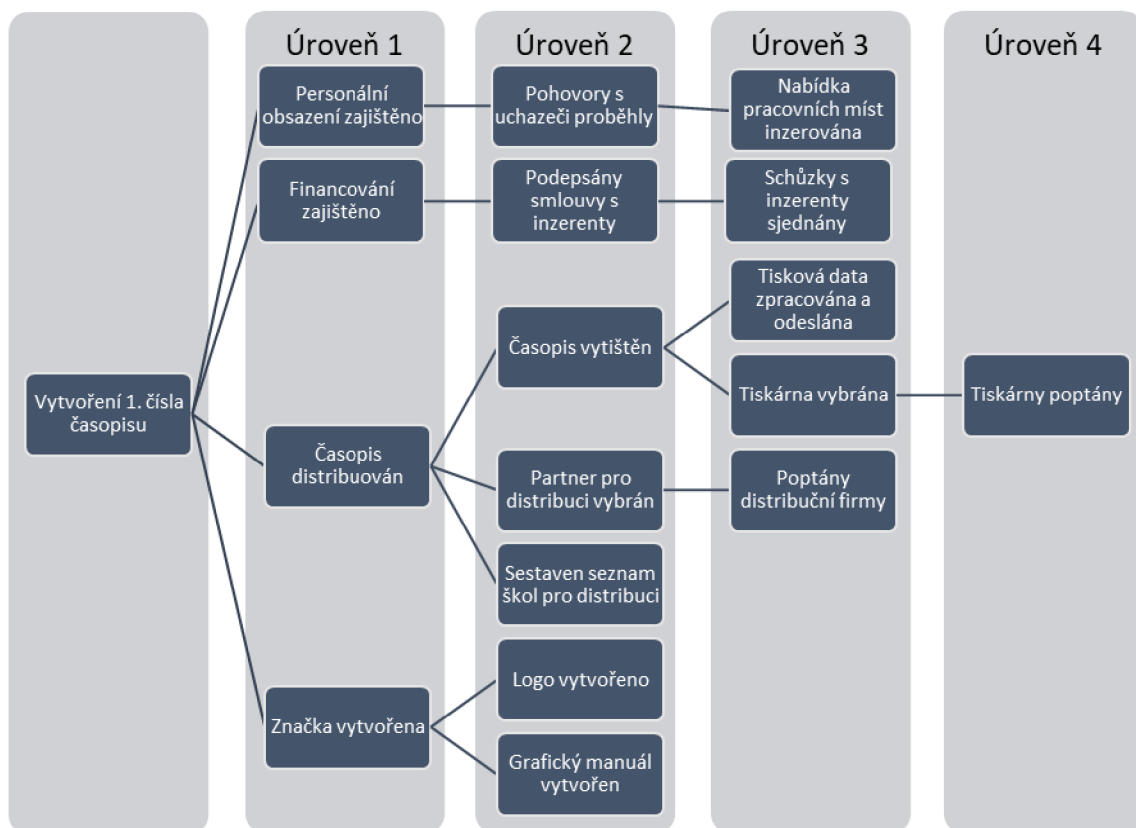 Úroveň 1
Úroveň 2
Úroveň 3
Úroveň 4
Vytvoření 1. čísla
časopisu
Personální
obsazení zajištěno
Pohovory s
uchazeči proběhly
Nabídka
pracovních míst
inzerována
Financování
zajištěno
Podepsány
smlouvy s
inzerenty
Schůzky s
inzerenty
sjednány
Časopis
distribuován
Časopis vytištěn
Tisková data
zpracována a
odeslána
Tiskárna vybrána
Tiskárny poptány
Partner pro
distribuci vybrán
Poptány
distribuční firmy
Sestaven seznam
škol pro distribuci
Značka vytvořena
Logo vytvořeno
Grafický manuál
vytvořen